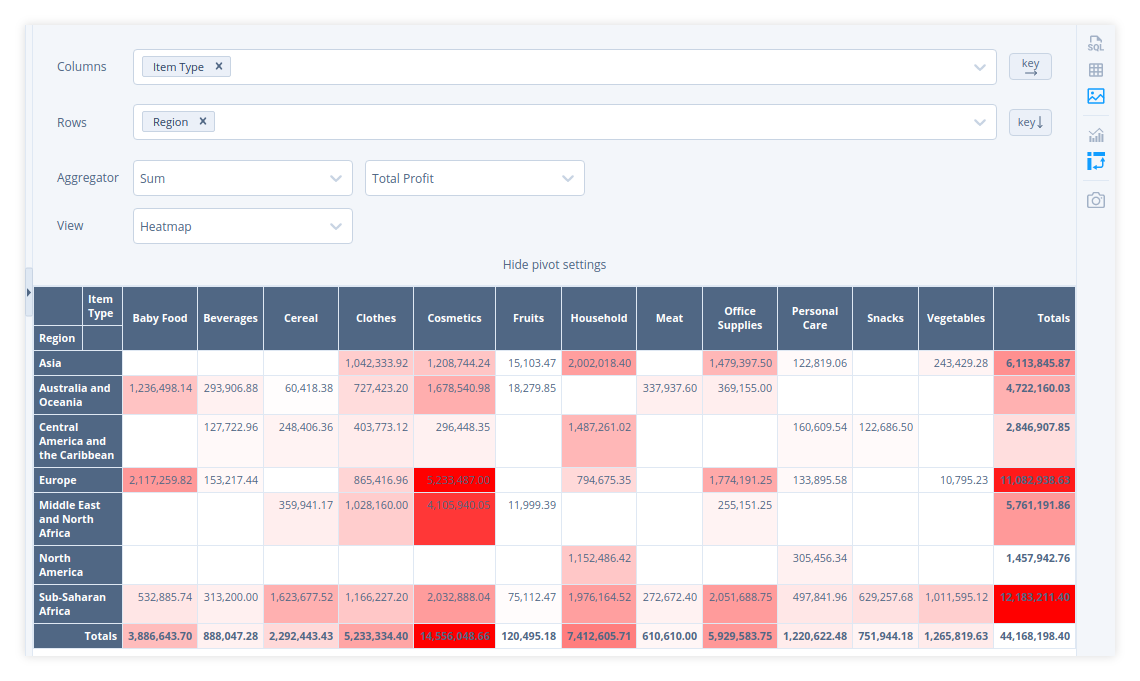 Columns
Item Type ×
key →
Rows
Region ×
key ↓
Aggregator
Sum
Total Profit
View
Heatmap
Hide pivot settings
SQL
Item Type
Region
Baby Food Beverages Cereal Clothes Cosmetics Fruits Household Meat Office Supplies Personal Care Snacks Vegetables Totals
Asia 1,042,333.92 1,208,744.24 15,103.47 2,002,018.40 1,479,397.50 122,819.06 243,429.28 6,113,845.87
Australia and Oceania 1,236,498.14 293,906.88 60,418.38 727,423.20 1,678,540.98 18,279.85 337,937.60 369,155.00 4,722,160.03
Central America and the Caribbean 127,722.96 248,406.36 403,773.12 296,448.35 1,487,261.02 160,609.54 122,686.50 2,846,907.85
Europe 2,117,259.82 153,217.44 865,416.96 5,233,487.00 794,675.35 1,774,191.25 133,895.58 10,795.23 11,082,938.63
Middle East and North Africa 359,941.17 1,028,160.00 4,105,940.05 11,999.39 255,151.25 5,761,191.86
North America 1,152,486.42 305,456.34 1,457,942.76
Sub-Saharan Africa 532,885.74 313,200.00 1,623,677.52 1,166,227.20 2,032,888.04 75,112.47 1,976,164.52 272,672.40 2,051,688.75 497,841.96 629,257.68 1,011,595.12 12,183,211.40
Totals 3,886,643.70 888,047.28 2,292,443.43 5,233,334.40 14,556,048.66 120,495.18 7,412,605.71 610,610.00 5,929,583.75 1,220,622.48 751,944.18 1,265,819.63 44,168,198.40